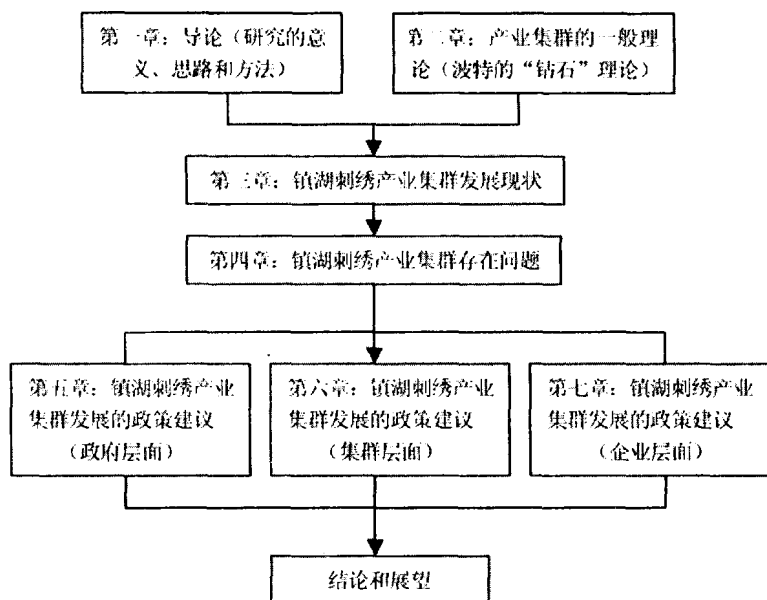 第一章：导论（研究的意
义、思路和方法）
第二章：产业集群的一般理
论（波特的“钻石”理论）
第三章：镇湖刺绣产业集群发展现状
第四章：镇湖刺绣产业集群存在问题
第五章：镇湖刺绣产业
集群发展的政策建议
（政府层面）
第六章：镇湖刺绣产业
集群发展的政策建议
（集群层面）
第七章：镇湖刺绣产业
集群发展的政策建议
（企业层面）
结论和展望